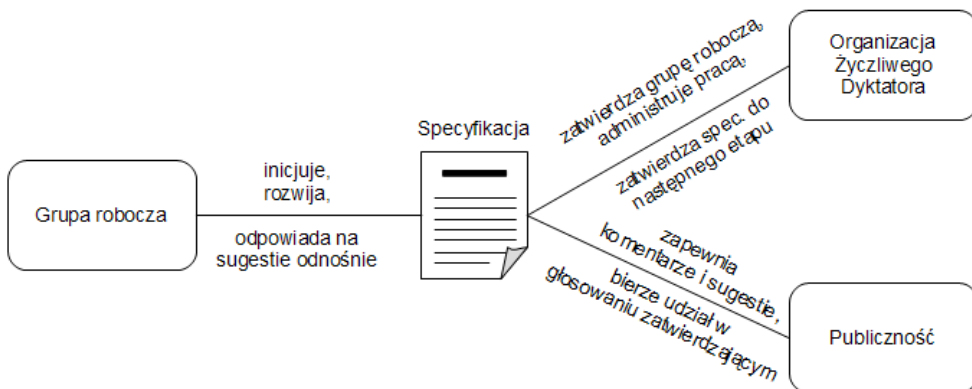 Grupa robocza
inicjuje,
rozwija,
odpowiada na
sugestie odnośnie
Specyfikacja
zatwierdza grupę roboczą,
administruje pracą,
zatwierdza spec. do
następnego etapu
Organizacja
Życzliwego
Dyktatora
zapewnia
komentarze i sugestie,
bierze udział w
głosowaniu zatwierdzającym
Publiczność